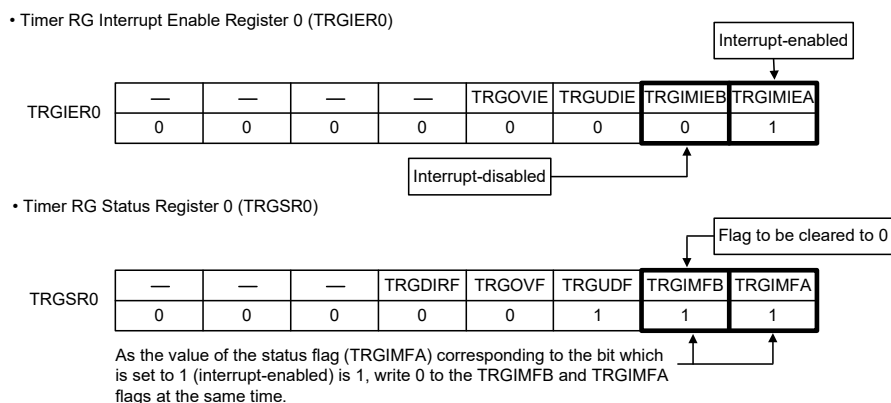 • Timer RG Interrupt Enable Register 0 (TRGIER0)
Interrupt-enabled
TRGIER0
— — — — TRGOVIE TRGUDIE TRGIMIEB TRGIMIEA
0 0 0 0 0 0 0 1
Interrupt-disabled
• Timer RG Status Register 0 (TRGSR0)
Flag to be cleared to 0
TRGSR0
— — — TRGDIRF TRGOVF TRGUDF TRGIMFB TRGIMFA
0 0 0 0 0 1 1 1
As the value of the status flag (TRGIMFA) corresponding to the bit which
is set to 1 (interrupt-enabled) is 1, write 0 to the TRGIMFB and TRGIMFA
flags at the same time.